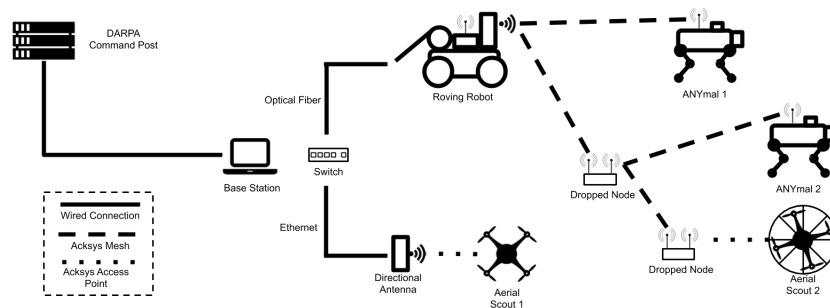 DARPA
Command Post
Optical Fiber
Roving Robot
ANYmal 1
Base Station
Switch
Dropped Node
ANYmal 2
Wired Connection
Acksys Mesh
Acksys Access
Point
Ethernet
Directional
Antenna
Aerial
Scout 1
Dropped Node
Aerial
Scout 2